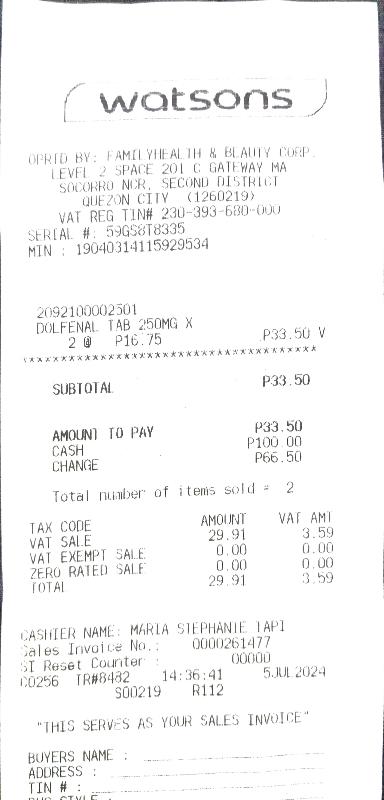 watsons
OPRTD BY: FAMILYHEALTH & BEAUTY CORP.
LEVEL 2 SPACE 201 C GATEWAY MA
SOCORRO NCR, SECOND DISTRICT
QUEZON CITY (1260219)
VAT REG TIN# 230-393-680-000
SERIAL #: 59GS8T8335
MIN : 19040314115929534
2092100002501
DOLFENAL TAB 250MG X
2 @ P16.75 P33.50 V
**************************************
SUBTOTAL P33.50
AMOUNT TO PAY P33.50
CASH P100.00
CHANGE P66.50
Total number of items sold = 2
TAX CODE AMOUNT VAT AMT
VAT SALE 29.91 3.59
VAT EXEMPT SALE 0.00 0.00
ZERO RATED SALE 0.00 0.00
TOTAL 29.91 3.59
CASHIER NAME: MARIA STEPHANIE TAPI
Sales Invoice No.: 0000261477
SI Reset Counter : 00000
C0256 TR#8482 14:36:41 5JUL2024
S00219 R112
"THIS SERVES AS YOUR SALES INVOICE"
BUYERS NAME :
ADDRESS :
TIN # :
BUS STYLE :